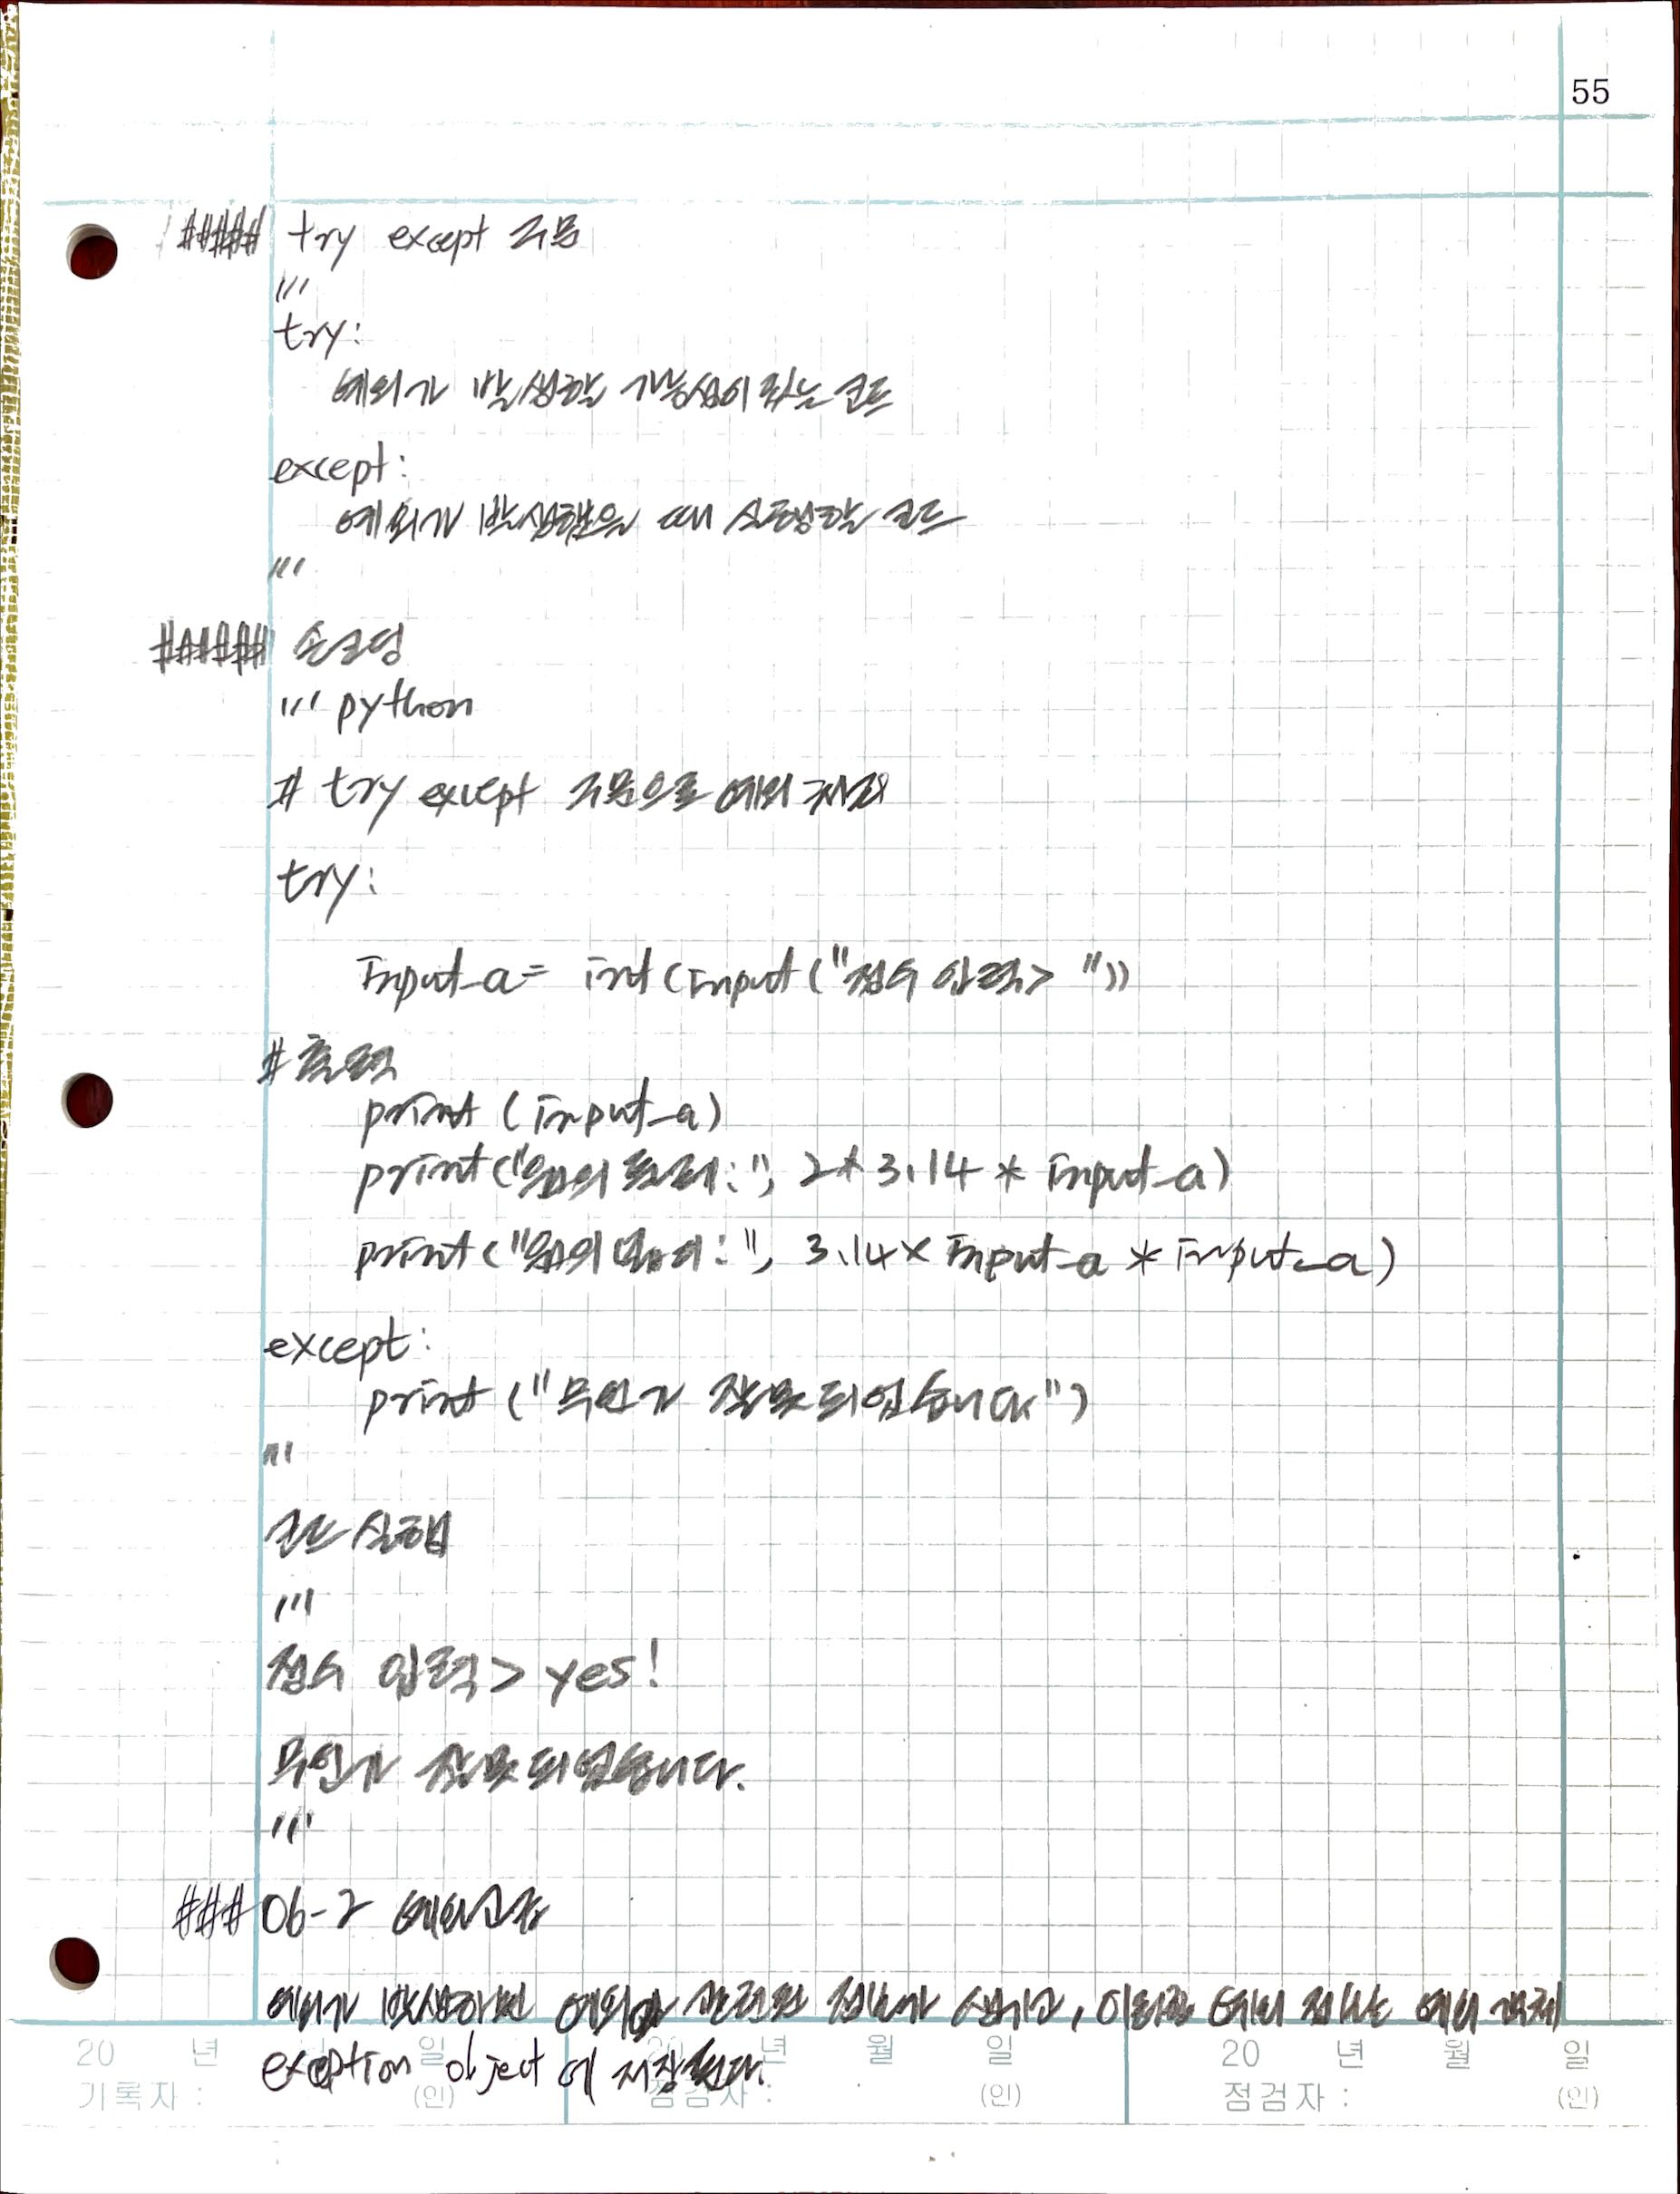 55
##### try except 구문
'''
try:
예외가 발생할 가능성이 있는 코드
except:
예외가 발생했을 때 실행할 코드
'''
##### 손코딩
''' python
# try except 구문으로 예외 처리
try:
input_a = int(input("정수 입력> "))
# 출력
print (input_a)
print("원의 둘레:", 2*3.14 * input_a)
print("원의 넓이:", 3.14* input_a * input_a)
except:
print ("무언가 잘못되었습니다")
'''
코드 실행
'''
정수 입력> yes!
무언가 잘못되었습니다.
'''
### 06-2 예외고급
예외가 발생하면 예외와 관련된 정보가 생기고, 이러한 예외 정보는 예외 객체
exception object 에 저장된다.
20 년 월 일 20 년 월 일 20 년 월 일
기록자 : (인) 점검자 : (인) 점검자 : (인)